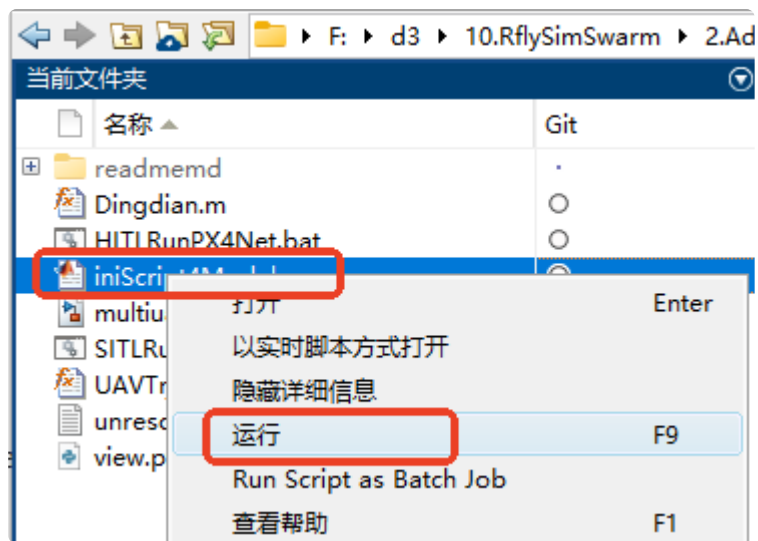 F: ▸ d3 ▸ 10.RflySimSwarm ▸ 2.Ad
当前文件夹
名称 Git
readmemd
Dingdian.m
HITLRunPX4Net.bat
打开 Enter
multiu
以实时脚本方式打开
SITLRu
隐藏详细信息
UAVTr
运行 F9
unresc
view.p
Run Script as Batch Job
查看帮助 F1